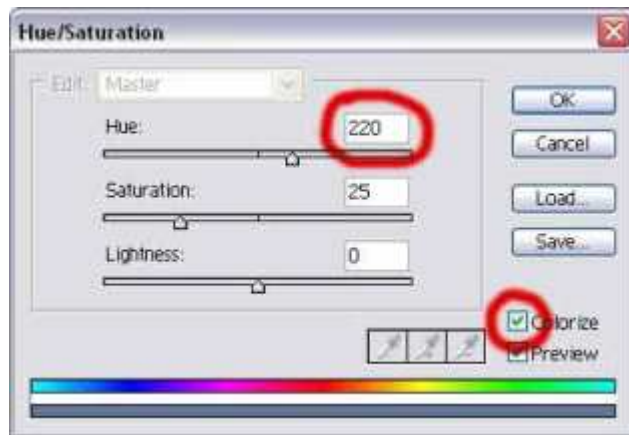 Hue/Saturation
Edit: Master
OK
Hue: 220
Cancel
Saturation: 25
Load...
Lightness: 0
Save...
Colorize
Preview